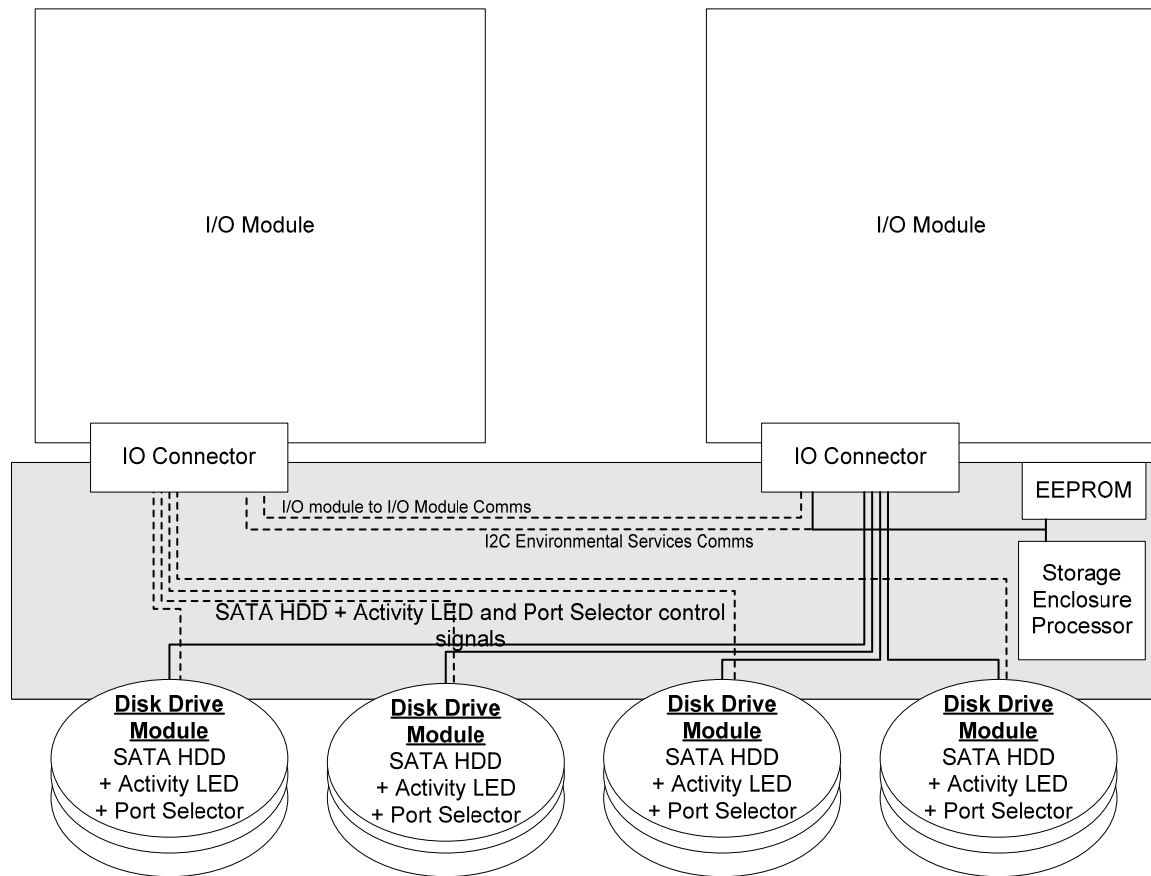 I/O Module
I/O Module
IO Connector
IO Connector
EEPROM
I/O module to I/O Module Comms
I2C Environmental Services Comms
Storage
Enclosure
Processor
SATA HDD + Activity LED and Port Selector control
signals
Disk Drive
Module
SATA HDD
+ Activity LED
+ Port Selector
Disk Drive
Module
SATA HDD
+ Activity LED
+ Port Selector
Disk Drive
Module
SATA HDD
+ Activity LED
+ Port Selector
Disk Drive
Module
SATA HDD
+ Activity LED
+ Port Selector